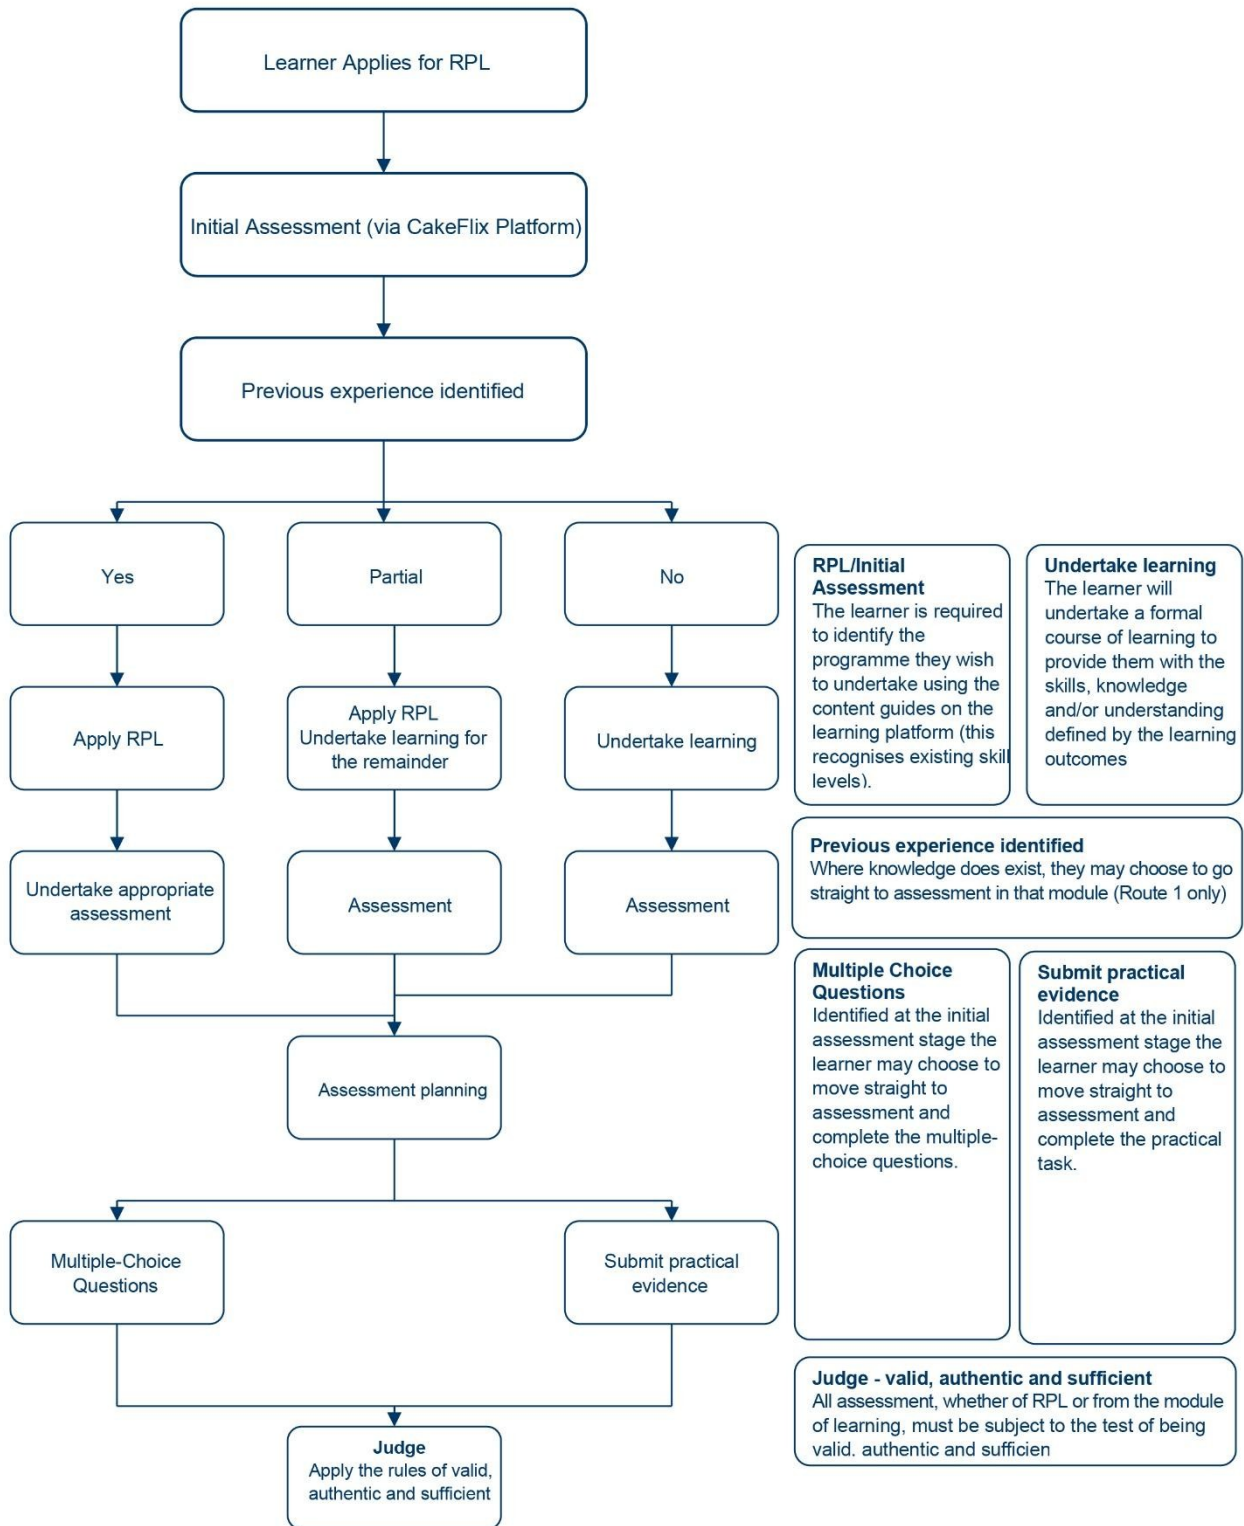 Learner Applies for RPL
Initial Assessment (via CakeFlix Platform)
Previous experience identified
Yes
Partial
No
Apply RPL
Apply RPL
Undertake learning for
the remainder
Undertake learning
Undertake appropriate
assessment
Assessment
Assessment
Assessment planning
Multiple-Choice
Questions
Submit practical
evidence
Judge
Apply the rules of valid,
authentic and sufficient
RPL/Initial
Assessment
The learner is required
to identify the
programme they wish
to undertake using the
content guides on the
learning platform (this
recognises existing skill
levels).
Undertake learning
The learner will
undertake a formal
course of learning to
provide them with the
skills, knowledge
and/or understanding
defined by the learning
outcomes
Previous experience identified
Where knowledge does exist, they may choose to go
straight to assessment in that module (Route 1 only)
Multiple Choice
Questions
Identified at the initial
assessment stage the
learner may choose to
move straight to
assessment and
complete the multiple-
choice questions.
Submit practical
evidence
Identified at the initial
assessment stage the
learner may choose to
move straight to
assessment and
complete the practical
task.
Judge - valid, authentic and sufficient
All assessment, whether of RPL or from the module
of learning, must be subject to the test of being
valid. authentic and sufficien